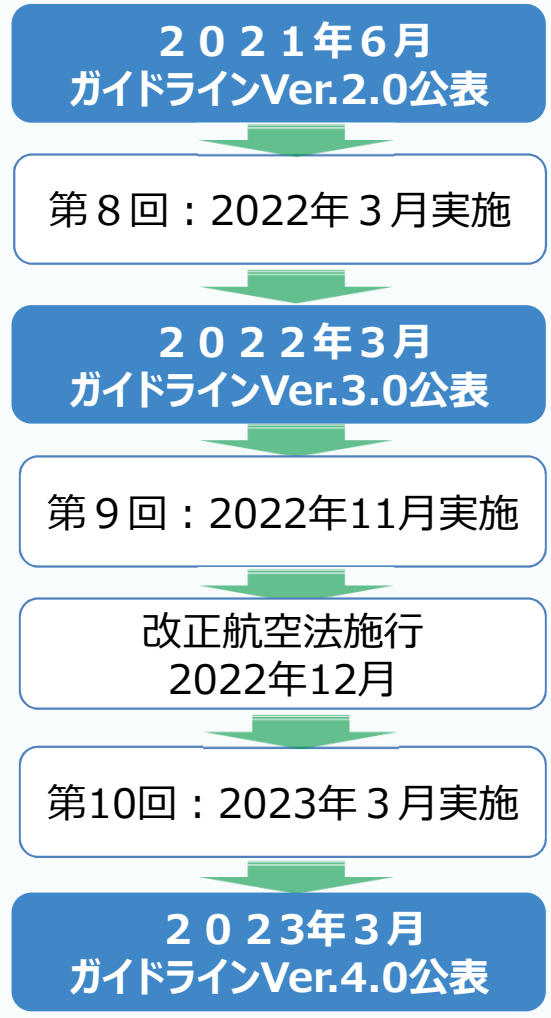 ２０２１年６月
ガイドラインVer.2.0公表
第８回：2022年３月実施
２０２２年３月
ガイドラインVer.3.0公表
第９回：2022年11月実施
改正航空法施行
2022年12月
第10回：2023年３月実施
２０２3年３月
ガイドラインVer.4.0公表